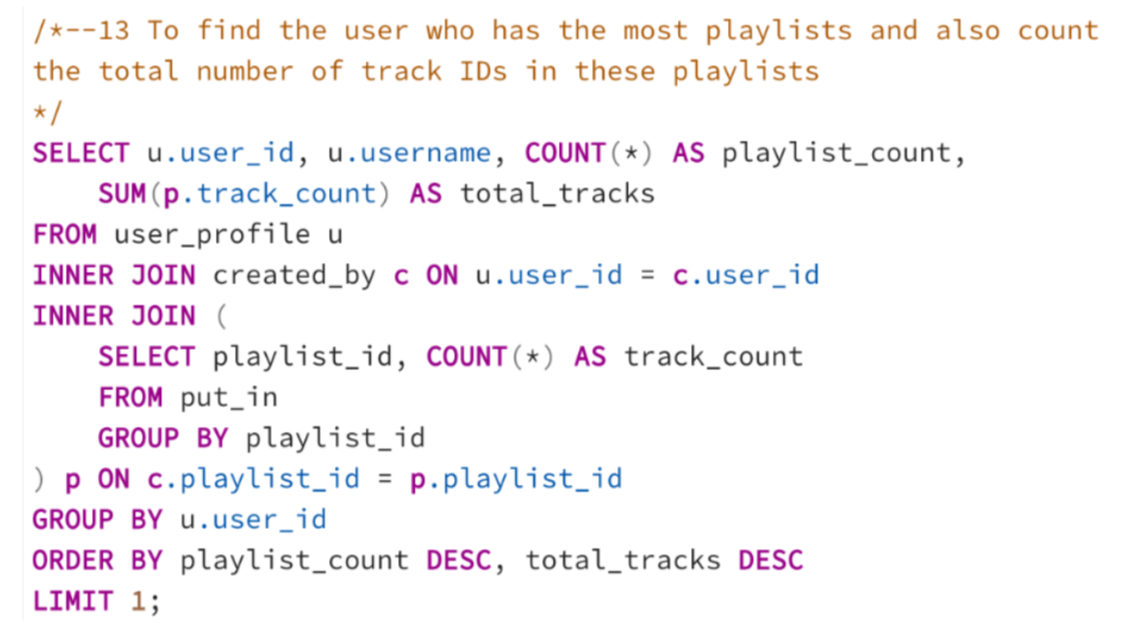 /*--13 To find the user who has the most playlists and also count
the total number of track IDs in these playlists
*/
SELECT u.user_id, u.username, COUNT(*) AS playlist_count,
    SUM(p.track_count) AS total_tracks
FROM user_profile u
INNER JOIN created_by c ON u.user_id = c.user_id
INNER JOIN (
    SELECT playlist_id, COUNT(*) AS track_count
    FROM put_in
    GROUP BY playlist_id
) p ON c.playlist_id = p.playlist_id
GROUP BY u.user_id
ORDER BY playlist_count DESC, total_tracks DESC
LIMIT 1;